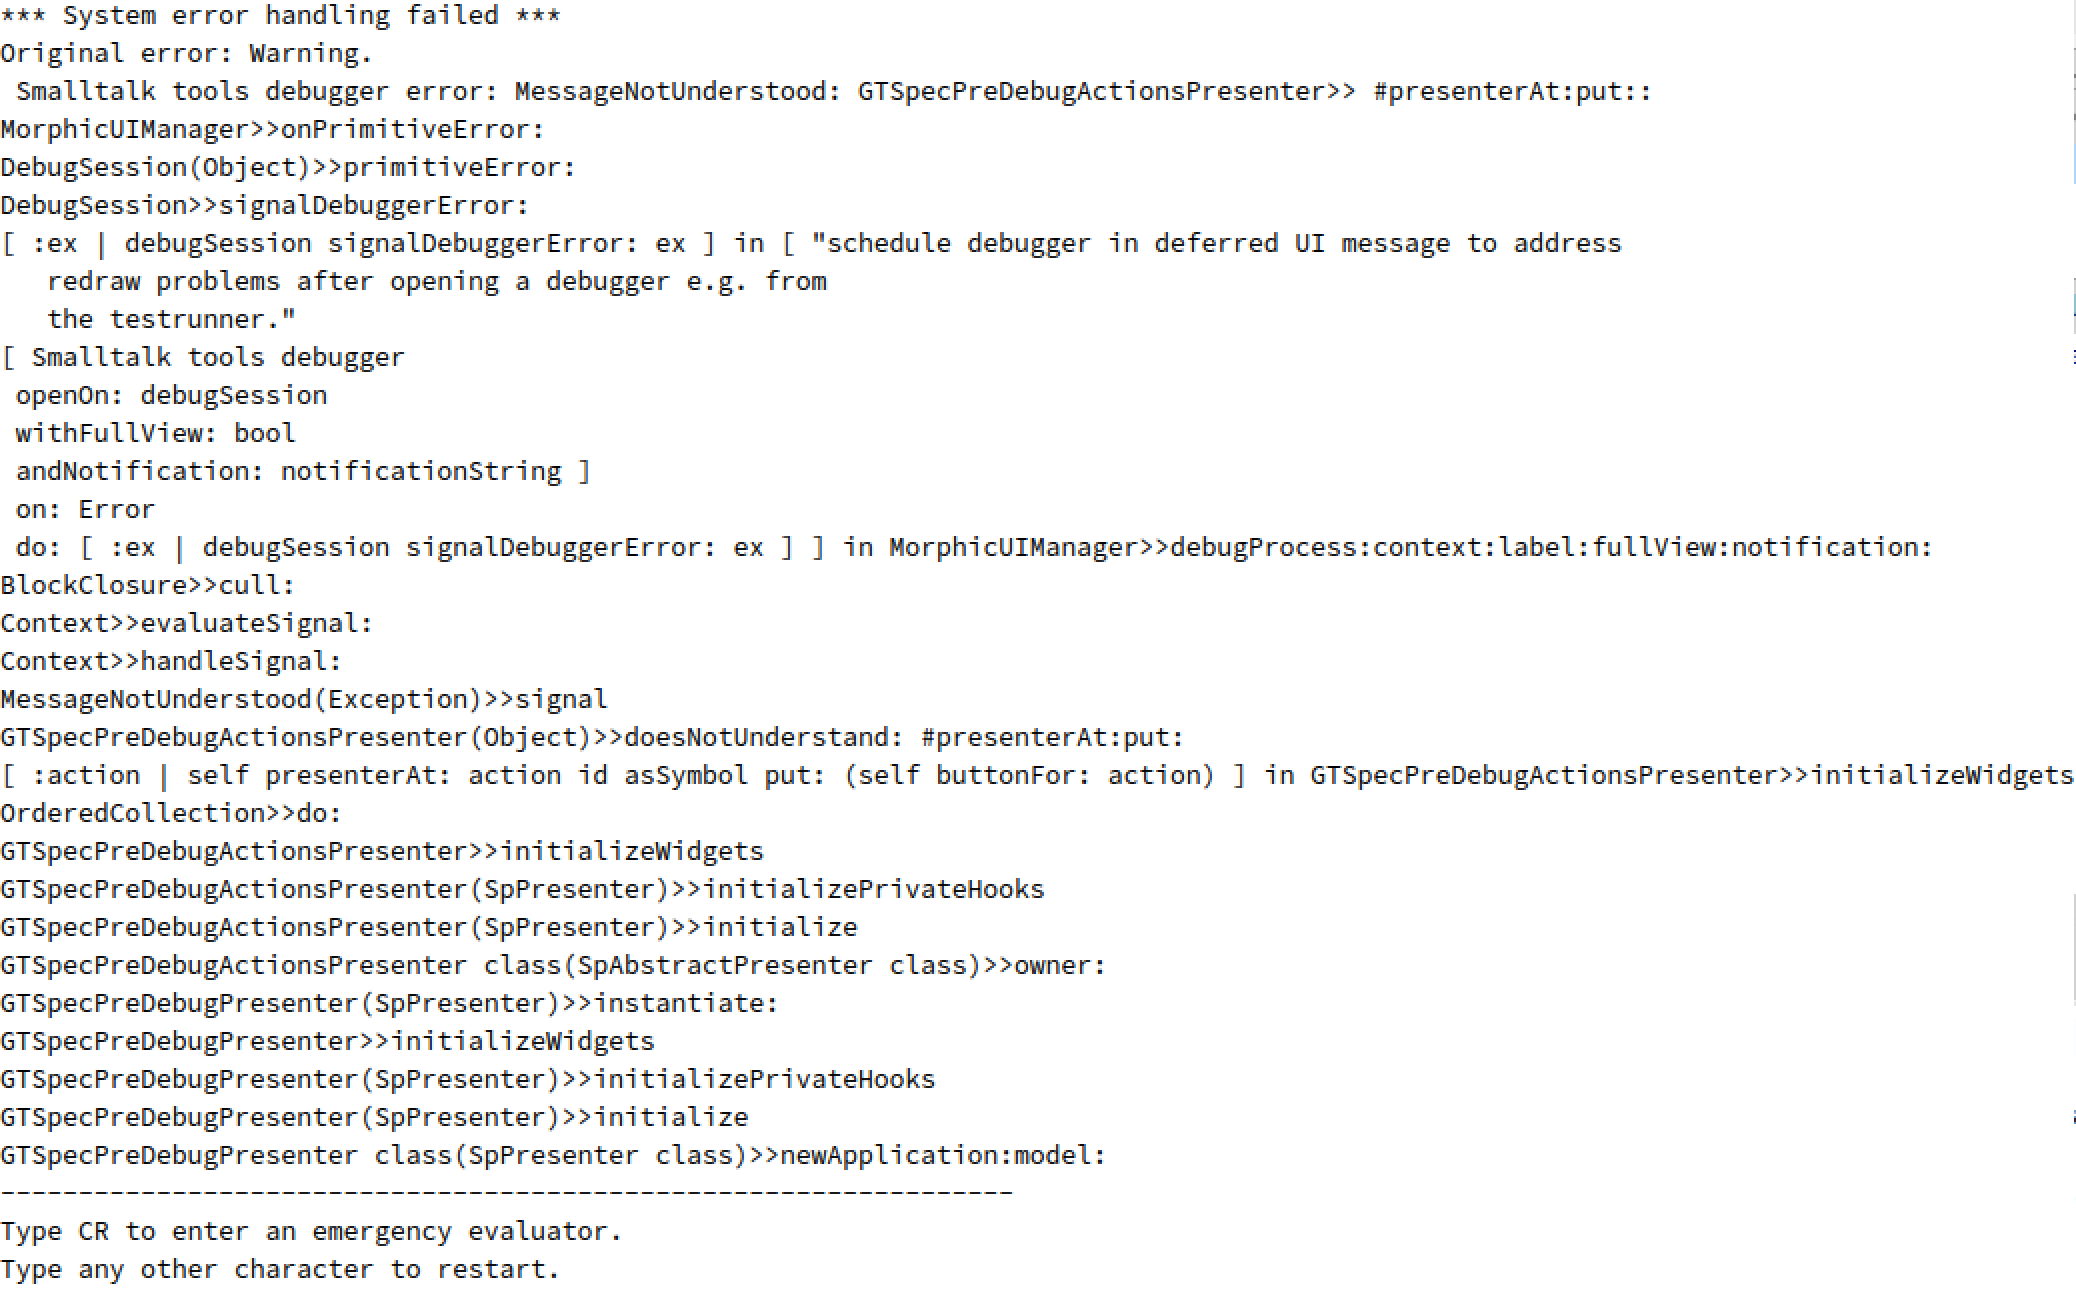 *** System error handling failed ***
Original error: Warning.
 Smalltalk tools debugger error: MessageNotUnderstood: GTSpecPreDebugActionsPresenter>> #presenterAt:put::
MorphicUIManager>>onPrimitiveError:
DebugSession(Object)>>primitiveError:
DebugSession>>signalDebuggerError:
[ :ex | debugSession signalDebuggerError: ex ] in [ "schedule debugger in deferred UI message to address
   redraw problems after opening a debugger e.g. from
   the testrunner."
[ Smalltalk tools debugger
 openOn: debugSession
 withFullView: bool
 andNotification: notificationString ]
 on: Error
 do: [ :ex | debugSession signalDebuggerError: ex ] ] in MorphicUIManager>>debugProcess:context:label:fullView:notification:
BlockClosure>>cull:
Context>>evaluateSignal:
Context>>handleSignal:
MessageNotUnderstood(Exception)>>signal
GTSpecPreDebugActionsPresenter(Object)>>doesNotUnderstand: #presenterAt:put:
[ :action | self presenterAt: action id asSymbol put: (self buttonFor: action) ] in GTSpecPreDebugActionsPresenter>>initializeWidgets
OrderedCollection>>do:
GTSpecPreDebugActionsPresenter>>initializeWidgets
GTSpecPreDebugActionsPresenter(SpPresenter)>>initializePrivateHooks
GTSpecPreDebugActionsPresenter(SpPresenter)>>initialize
GTSpecPreDebugActionsPresenter class(SpAbstractPresenter class)>>owner:
GTSpecPreDebugPresenter(SpPresenter)>>instantiate:
GTSpecPreDebugPresenter>>initializeWidgets
GTSpecPreDebugPresenter(SpPresenter)>>initializePrivateHooks
GTSpecPreDebugPresenter(SpPresenter)>>initialize
GTSpecPreDebugPresenter class(SpPresenter class)>>newApplication:model:
-----------------------------------------------------------------
Type CR to enter an emergency evaluator.
Type any other character to restart.